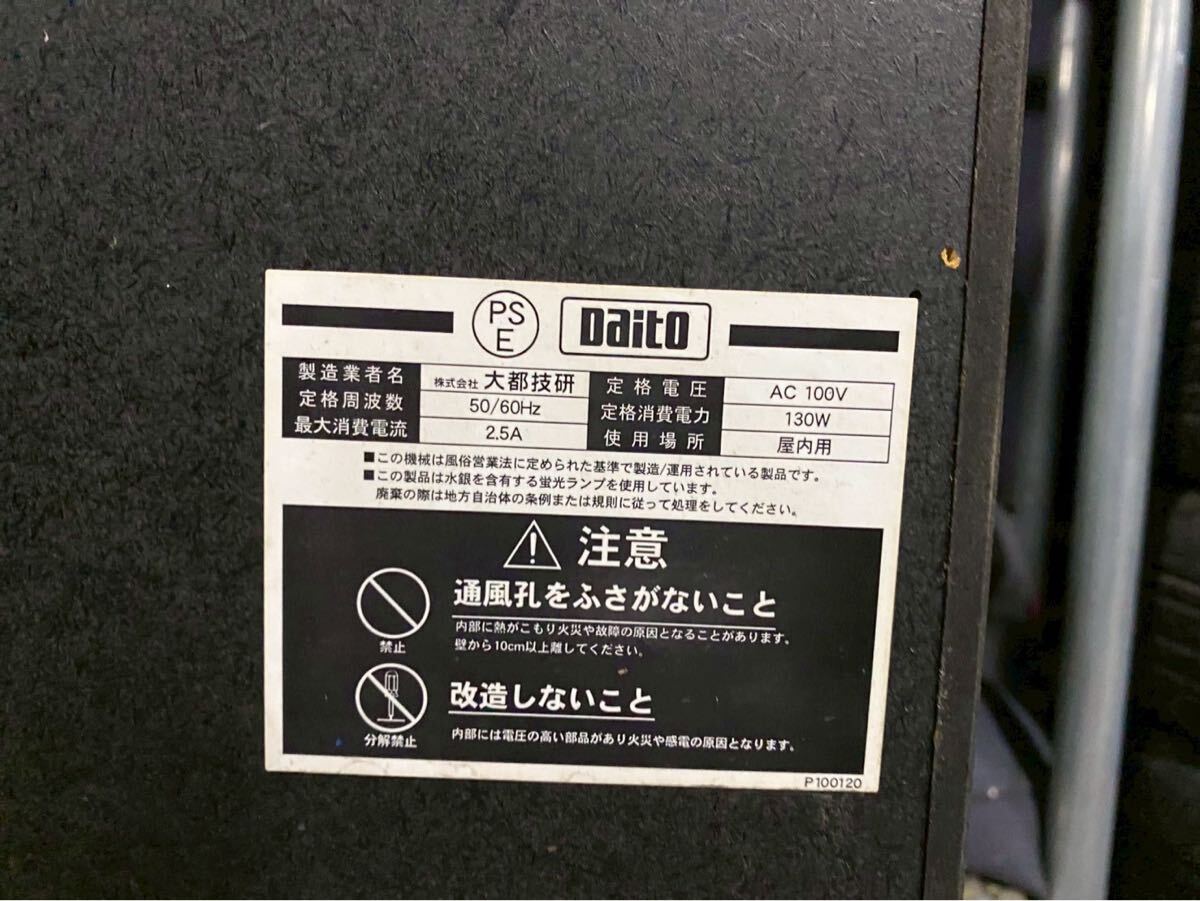 PS
E
Daito
製造業者名 株式会社 大都技研 定格電圧 AC 100V
定格周波数 50/60Hz 定格消費電力 130W
最大消費電流 2.5A 使用場所 屋内用
■この機械は風俗営業法に定められた基準で製造/運用されている製品です。
■この製品は水銀を含有する蛍光ランプを使用しています。
廃棄の際は地方自治体の条例または規則に従って処理をしてください。
注意
通風孔をふさがないこと
内部に熱がこもり火災や故障の原因となることがあります。
壁から10cm以上離してください。
禁止
改造しないこと
内部には電圧の高い部品があり火災や感電の原因となります。
分解禁止
P100120